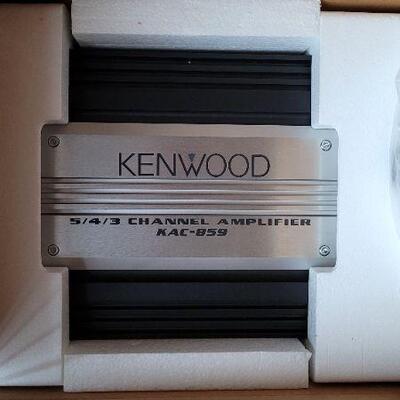 KENWOOD
5/4/3 CHANNEL AMPLIFIER
KAC-859